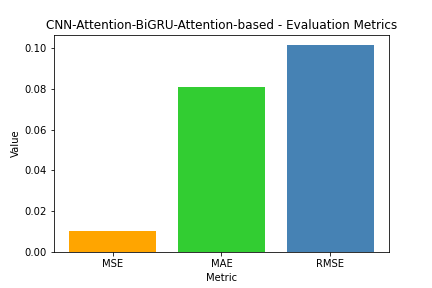 CNN-Attention-BiGRU-Attention-based - Evaluation Metrics
0.10
0.08
0.06
0.04
0.02
0.00
Value
MSE MAE RMSE
Metric